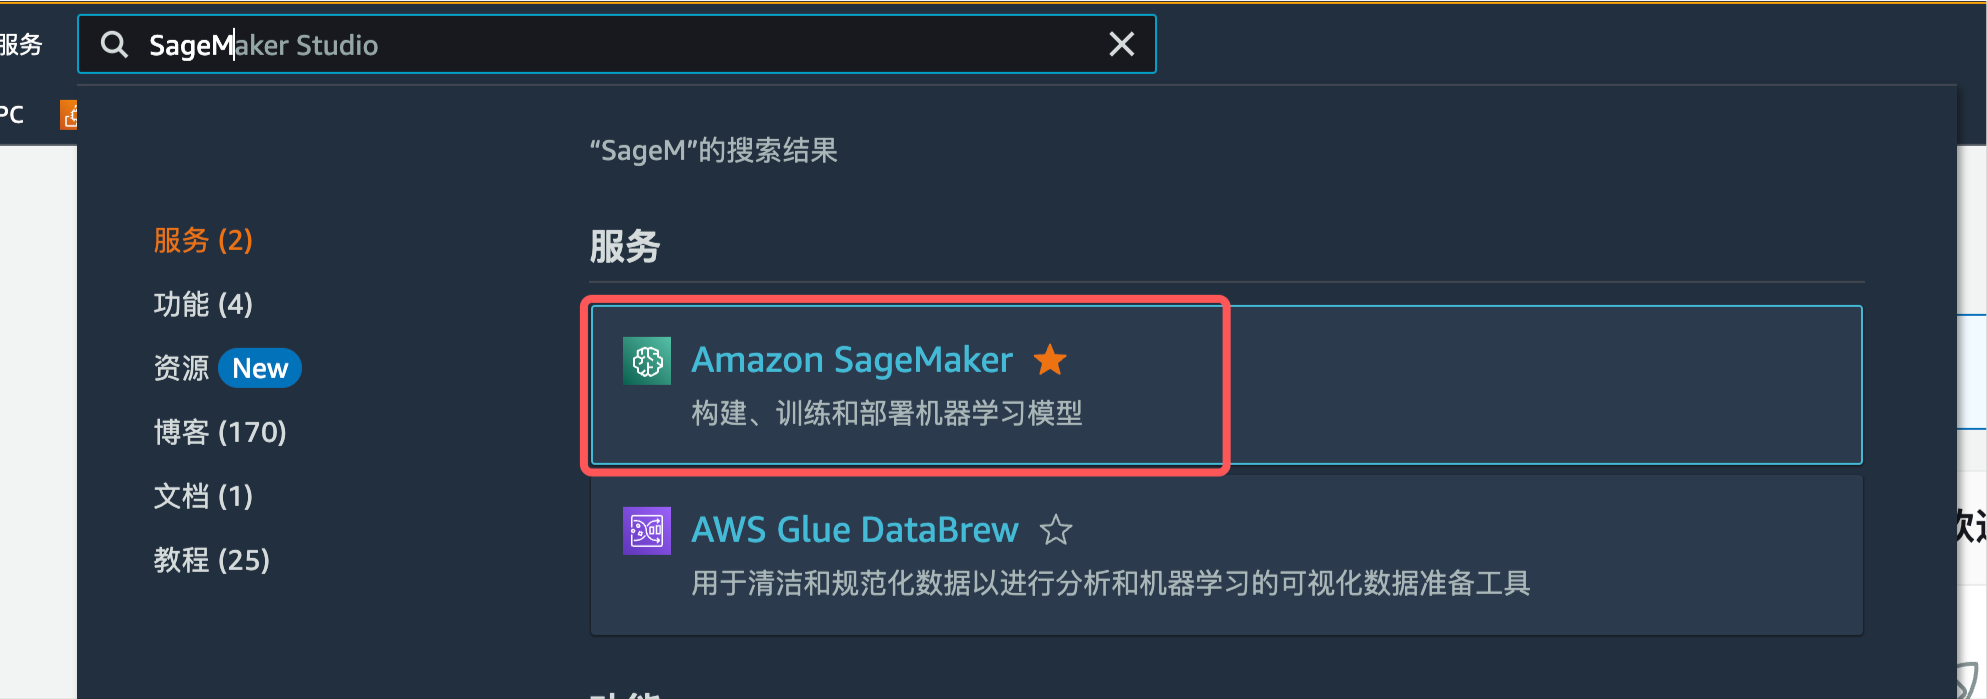 服务
SageMaker Studio
PC
“SageM”的搜索结果
服务 (2)
功能 (4)
资源 New
博客 (170)
文档 (1)
教程 (25)
服务
Amazon SageMaker
构建、训练和部署机器学习模型
AWS Glue DataBrew
用于清洁和规范化数据以进行分析和机器学习的可视化数据准备工具